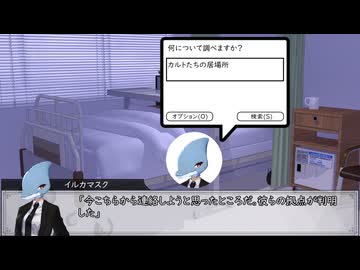 何について調べますか?
カルトたちの居場所
オプション(O)
検索(S)
イルカマスク
「今こちらから連絡しようと思ったところだ。彼らの拠点が判明
した」